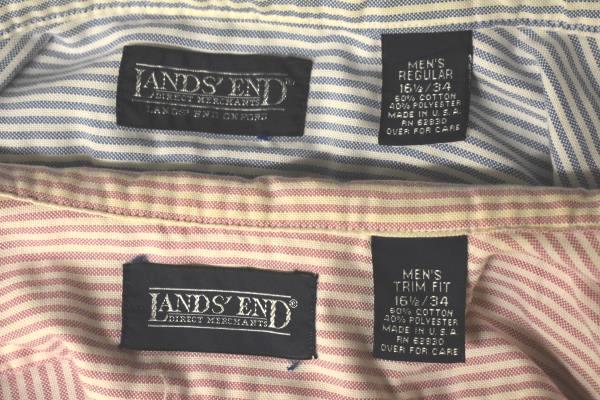 LANDS' END®
DIRECT MERCHANTS
LANDS' END OXFORD
MEN'S
REGULAR
16½/34
60% COTTON
40% POLYESTER
MADE IN U.S.A.
RN 62830
OVER FOR CARE
LANDS' END®
DIRECT MERCHANTS
MEN'S
TRIM FIT
16½/34
60% COTTON
40% POLYESTER
MADE IN U.S.A.
RN 62830
OVER FOR CARE